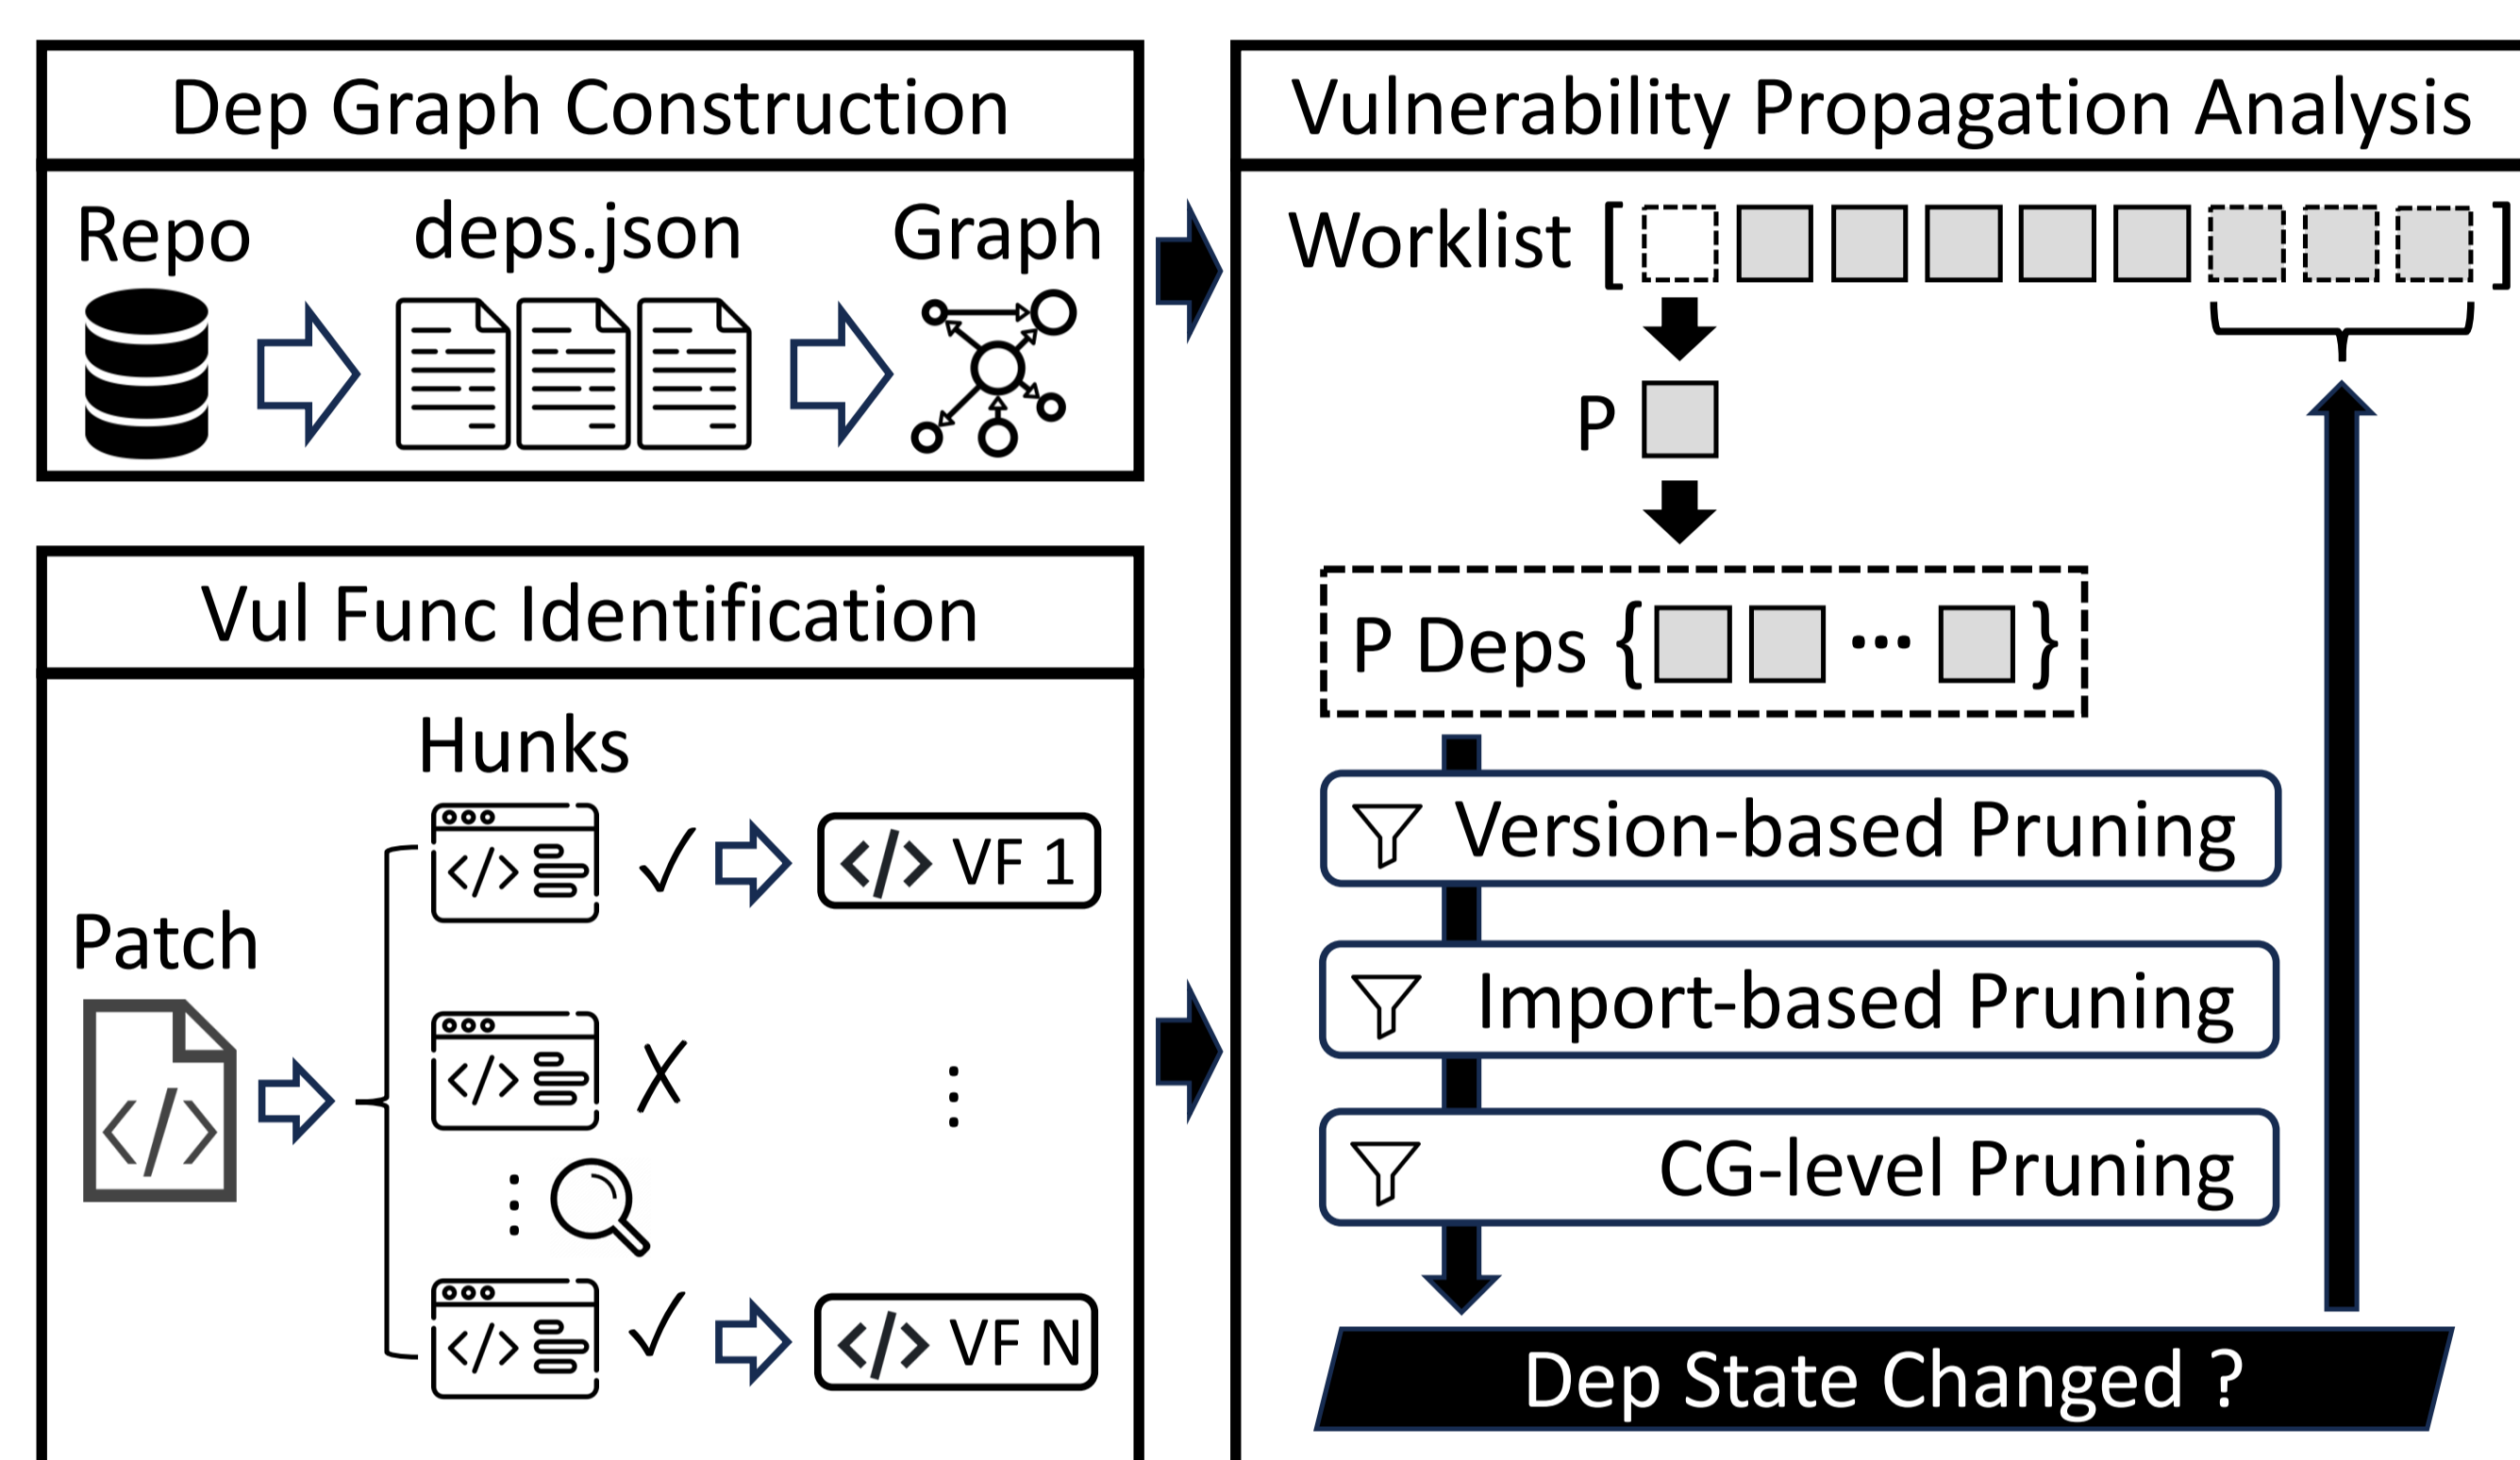 Dep Graph Construction
Repo
deps.json
Graph
Vul Func Identification
Hunks
Patch
</> </> VF 1
</>
</>
</> </> VF N
Vulnerability Propagation Analysis
Worklist [ ]
P
P Deps { ... }
Version-based Pruning
Import-based Pruning
CG-level Pruning
Dep State Changed ?